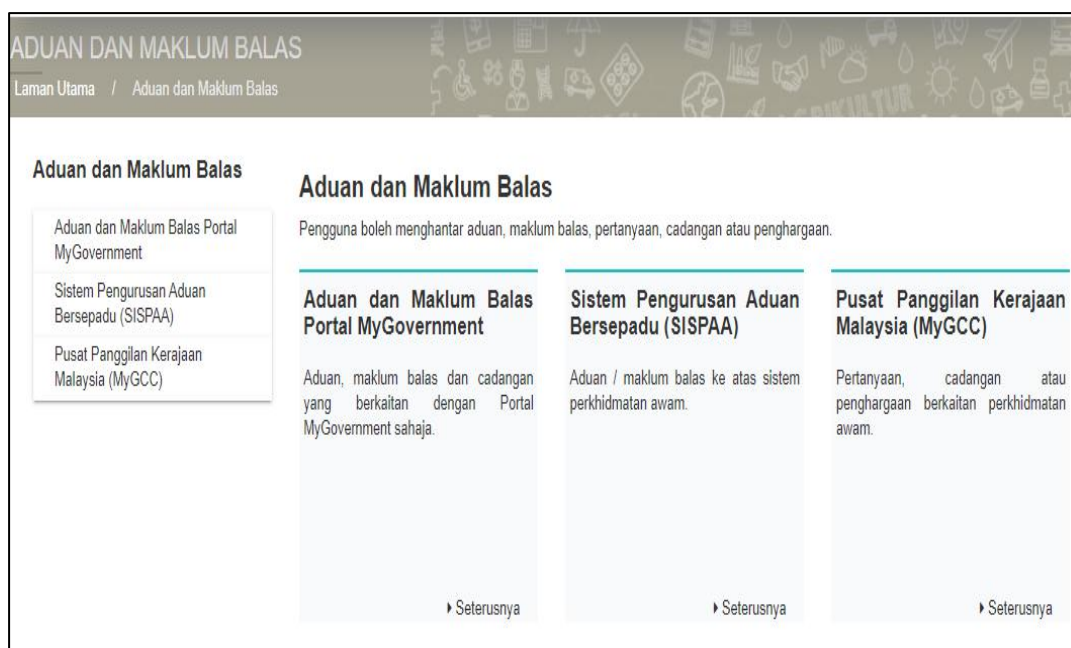 ADUAN DAN MAKLUM BALAS
Laman Utama / Aduan dan Maklum Balas
AGRIKULTUR
Aduan dan Maklum Balas
Aduan dan Maklum Balas Portal
MyGovernment
Sistem Pengurusan Aduan
Bersepadu (SISPAA)
Pusat Panggilan Kerajaan
Malaysia (MyGCC)
Aduan dan Maklum Balas
Pengguna boleh menghantar aduan, maklum balas, pertanyaan, cadangan atau penghargaan.
Aduan dan Maklum Balas
Portal MyGovernment
Aduan, maklum balas dan cadangan
yang berkaitan dengan Portal
MyGovernment sahaja.
Seterusnya
Sistem Pengurusan Aduan
Bersepadu (SISPAA)
Aduan / maklum balas ke atas sistem
perkhidmatan awam.
Seterusnya
Pusat Panggilan Kerajaan
Malaysia (MyGCC)
Pertanyaan, cadangan atau
penghargaan berkaitan perkhidmatan
awam.
Seterusnya